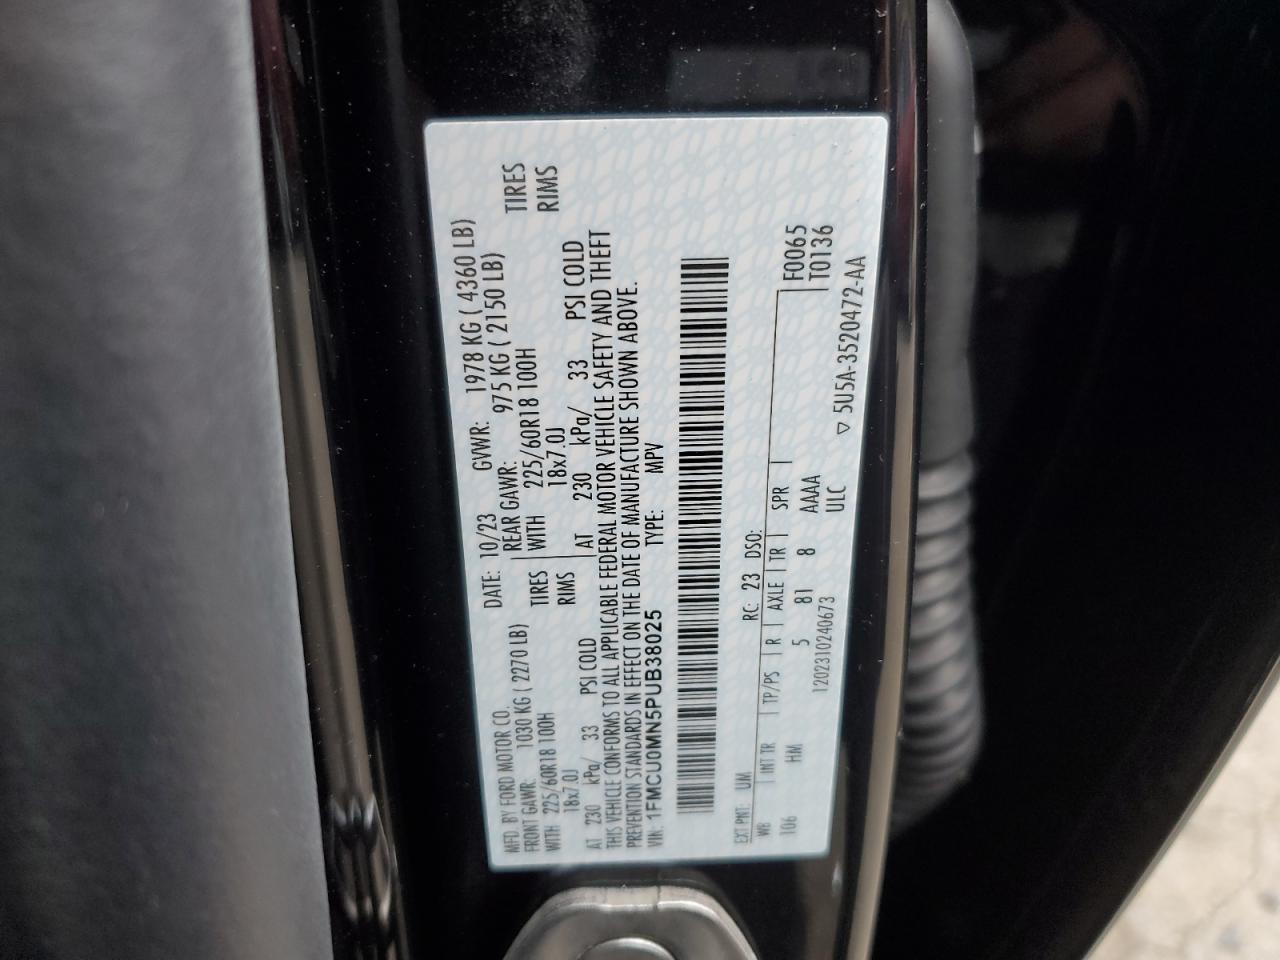 MFD. BY FORD MOTOR CO.
DATE: 10/23 GVWR: 1978 KG ( 4360 LB)
FRONT GAWR: 1030 KG ( 2270 LB)
REAR GAWR: 975 KG ( 2150 LB)
WITH 225/60R18 100H TIRES
WITH 225/60R18 100H TIRES
18x7.0J RIMS
18x7.0J RIMS
AT 230 kPa/ 33 PSI COLD
AT 230 kPa/ 33 PSI COLD
THIS VEHICLE CONFORMS TO ALL APPLICABLE FEDERAL MOTOR VEHICLE SAFETY AND THEFT
PREVENTION STANDARDS IN EFFECT ON THE DATE OF MANUFACTURE SHOWN ABOVE.
VIN: 1FMCU0MN5PUB38025 TYPE: MPV
EXT PNT: UM RC: 23 DSO:
WB INT TR TP/PS R AXLE TR SPR F0065
106 HM 5 81 8 AAAA T0136
1202310240673 ULC
▽ 5U5A-3520472-AA